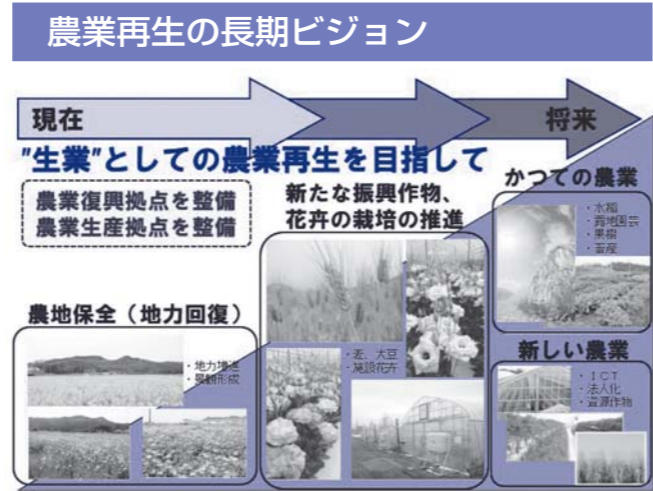 農業再生の長期ビジョン
現在
将来
"生業"としての農業再生を目指して
農業復興拠点を整備
農業生産拠点を整備
農地保全（地力回復）
・地力増進
・景観形成
新たな振興作物、
花卉の栽培の推進
・麦、大豆
・施設花卉
かつての農業
・水稲
・露地園芸
・果樹
・畜産
新しい農業
・ＩＣＴ
・法人化
・資源作物